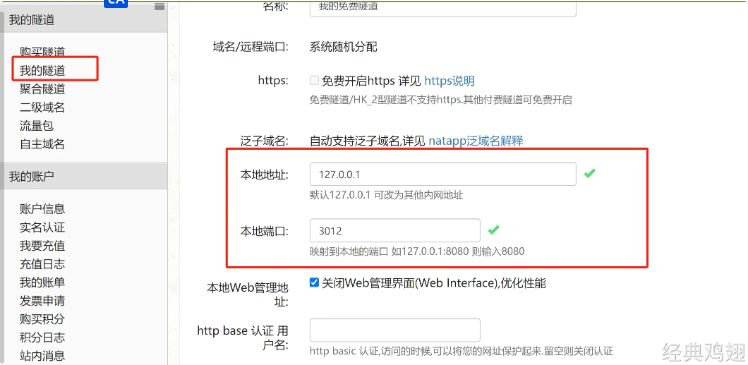 CA
我的隧道
购买隧道
我的隧道
聚合隧道
二级域名
流量包
自主域名
我的账户
账户信息
实名认证
我要充值
充值日志
我的账单
发票申请
购买积分
积分日志
站内消息
名称: 我的免费隧道
域名/远程端口: 系统随机分配
https: 免费开启https 详见 https说明
免费隧道/HK_2型隧道不支持https.其他付费隧道可免费开启
泛子域名: 自动支持泛子域名,详见 natapp泛域名解释
本地地址: 127.0.0.1
默认127.0.0.1 可改为其他内网地址
本地端口: 3012
映射到本地的端口 如127.0.0.1:8080 则输入8080
本地Web管理地址: 关闭Web管理界面(Web Interface),优化性能
http base 认证 用户名:
http basic 认证,访问的时候,可以将您的网址保护起来.留空则关闭认证
经典鸡翅